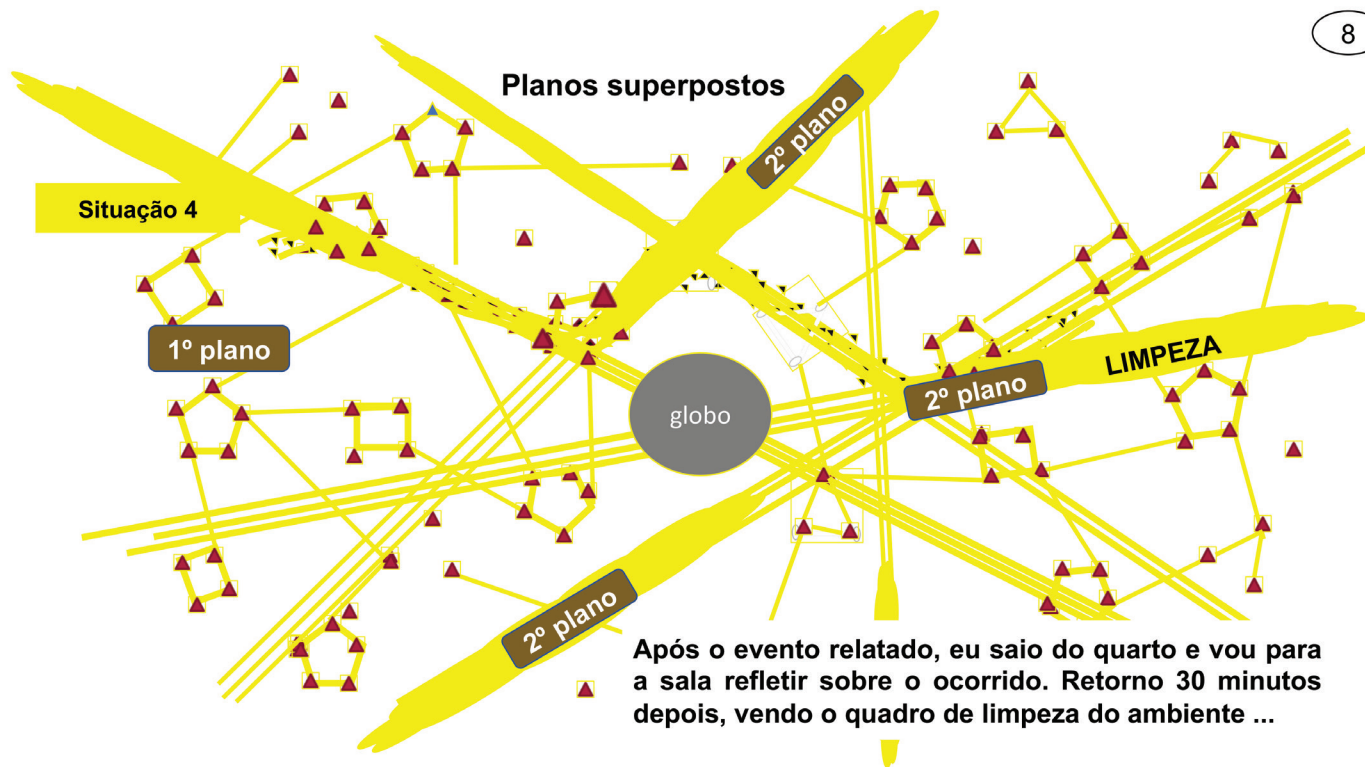 8
Planos superpostos
2º plano
Situação 4
1º plano
LIMPEZA
2º plano
globo
2º plano
Após o evento relatado, eu saio do quarto e vou para
a sala refletir sobre o ocorrido. Retorno 30 minutos
depois, vendo o quadro de limpeza do ambiente ...